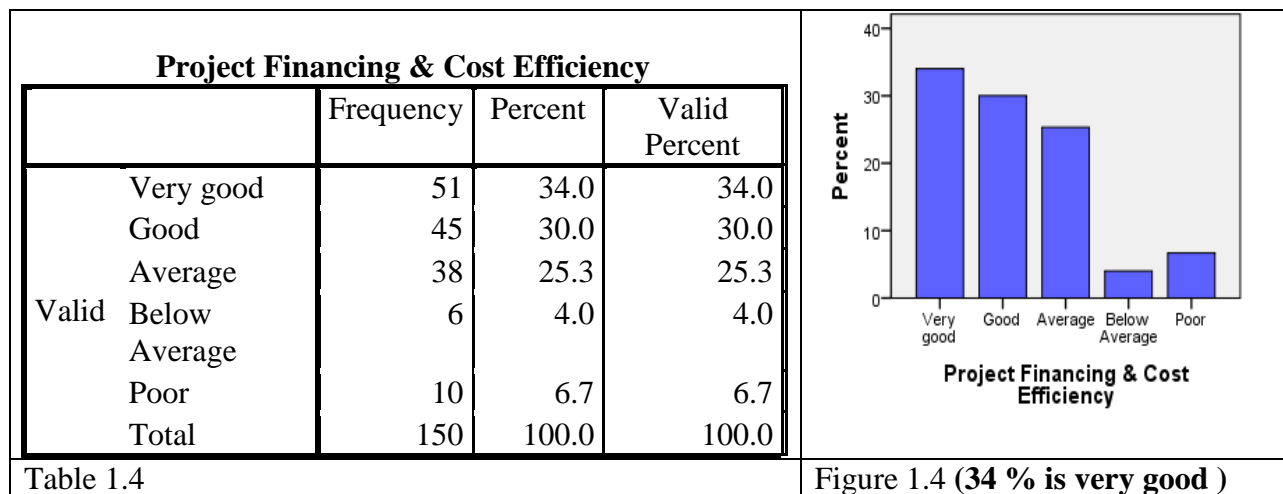 Project Financing & Cost Efficiency
Frequency Percent Valid Percent
Valid Very good 51 34.0 34.0
Good 45 30.0 30.0
Average 38 25.3 25.3
Below Average 6 4.0 4.0
Poor 10 6.7 6.7
Total 150 100.0 100.0
Table 1.4
40
30
20
10
0
Percent
Very good Good Average Below Average Poor
Project Financing & Cost
Efficiency
Figure 1.4 (34 % is very good )